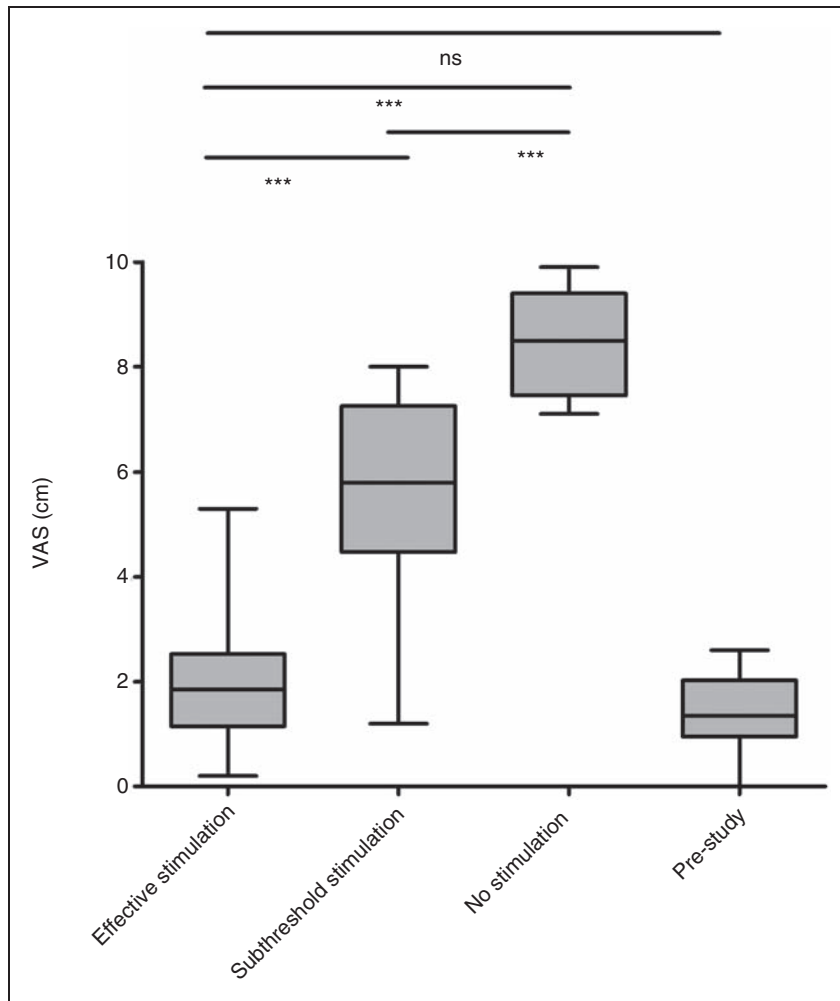 ns
***
***
***
10
8
6
4
2
0
VAS (cm)
Effective stimulation
Subthreshold stimulation
No stimulation
Pre-study